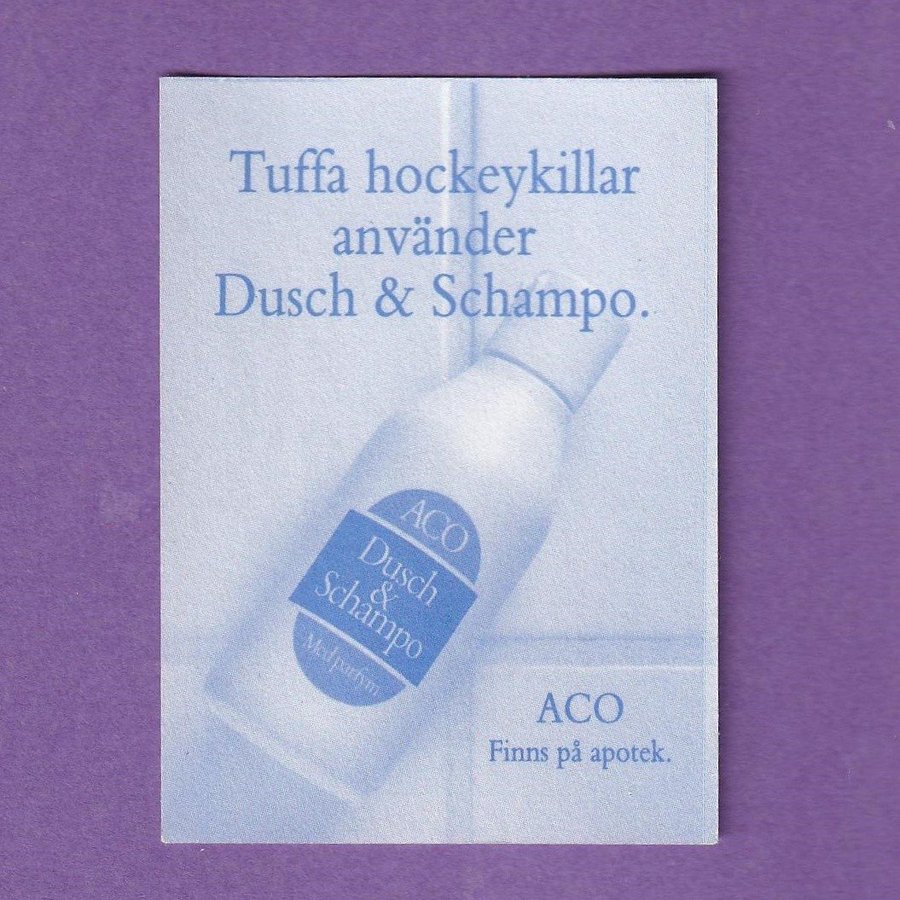 Tuffa hockeykillar
använder
Dusch & Schampo.
ACO
Dusch
&
Schampo
Med parfym
ACO
Finns på apotek.